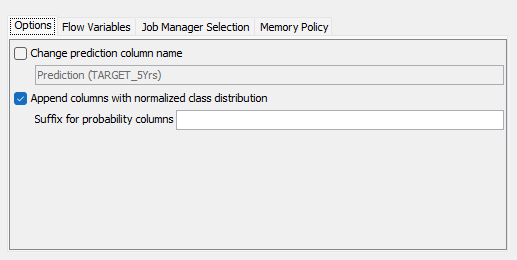 Options Flow Variables Job Manager Selection Memory Policy
Change prediction column name
Prediction (TARGET_5Yrs)
Append columns with normalized class distribution
Suffix for probability columns